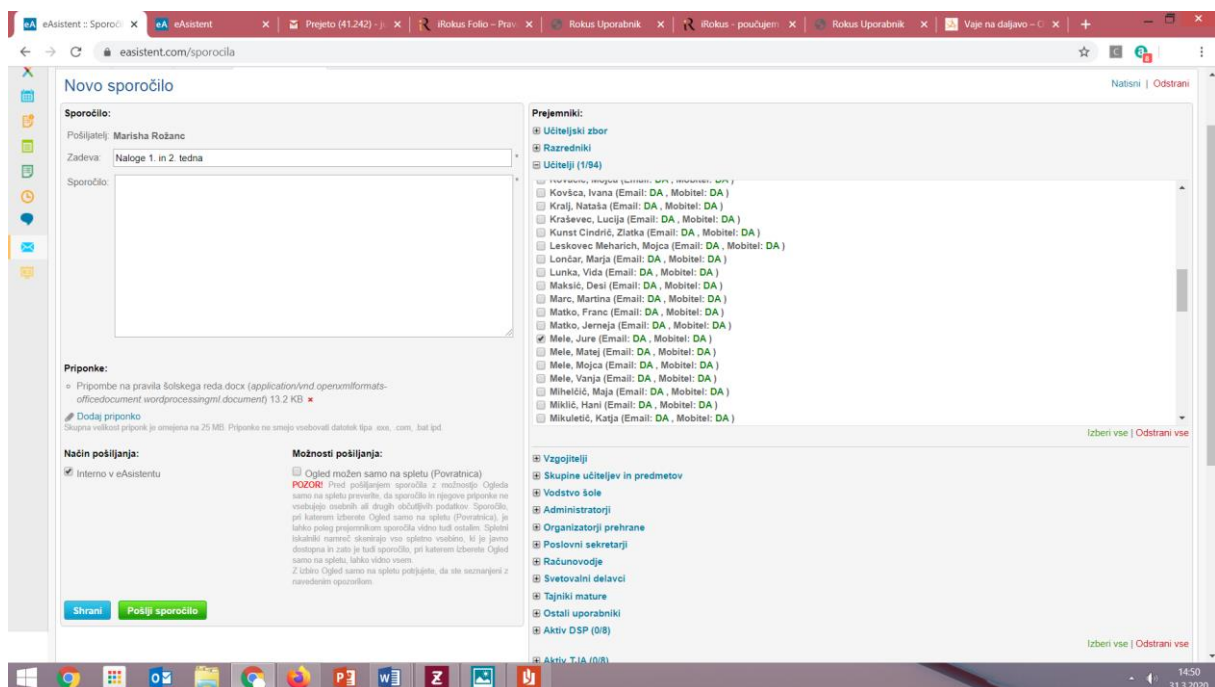 eAsistent :: Sporoči
eAsistent
Prejeto (41.242) - j
iRokus Folio – Prav
Rokus Uporabnik
iRokus - poučujem
Rokus Uporabnik
Vaje na daljavo – O
easistent.com/sporocila
Novo sporočilo
Natisni | Odstrani
Sporočilo:
Pošiljatelj: Marisha Rožanc
Zadeva: Naloge 1. in 2. tedna *
Sporočilo: *
Priponke:
Pripombe na pravila šolskega reda.docx (application/vnd.openxmlformats-
officedocument.wordprocessingml.document) 13.2 KB
Dodaj priponko
Skupna velikost priponk je omejena na 25 MB. Priponke ne smejo vsebovati datotek tipa .exe, .com, .bat ipd.
Način pošiljanja:
Interno v eAsistentu
Možnosti pošiljanja:
Ogled možen samo na spletu (Povratnica)
POZOR! Pred pošiljanjem sporočila z možnostjo Ogleda
samo na spletu preverite, da sporočilo in njegove priponke ne
vsebujejo osebnih ali drugih občutljivih podatkov. Sporočilo,
pri katerem izberete Ogled samo na spletu (Povratnica), je
lahko poleg prejemnikom sporočila vidno tudi ostalim. Spletni
iskalniki namreč skenirajo vso spletno vsebino, ki je javno
dostopna in zato je tudi sporočilo, pri katerem izberete Ogled
samo na spletu, lahko vidno vsem.
Z izbiro Ogled samo na spletu potrjujete, da ste seznanjeni z
navedenim opozorilom.
Shrani
Pošlji sporočilo
Prejemniki:
Učiteljski zbor
Razredniki
Učitelji (1/94)
Kovačič, Mojca (Email: DA , Mobitel: DA )
Kovšca, Ivana (Email: DA , Mobitel: DA )
Kralj, Nataša (Email: DA , Mobitel: DA )
Kraševec, Lucija (Email: DA , Mobitel: DA )
Kunst Cindrić, Zlatka (Email: DA , Mobitel: DA )
Leskovec Meharich, Mojca (Email: DA , Mobitel: DA )
Lončar, Marja (Email: DA , Mobitel: DA )
Lunka, Vida (Email: DA , Mobitel: DA )
Maksić, Desi (Email: DA , Mobitel: DA )
Marc, Martina (Email: DA , Mobitel: DA )
Matko, Franc (Email: DA , Mobitel: DA )
Matko, Jerneja (Email: DA , Mobitel: DA )
Mele, Jure (Email: DA , Mobitel: DA )
Mele, Matej (Email: DA , Mobitel: DA )
Mele, Mojca (Email: DA , Mobitel: DA )
Mele, Vanja (Email: DA , Mobitel: DA )
Mihelčič, Maja (Email: DA , Mobitel: DA )
Miklič, Hani (Email: DA , Mobitel: DA )
Mikuletič, Katja (Email: DA , Mobitel: DA )
Izberi vse | Odstrani vse
Vzgojitelji
Skupine učiteljev in predmetov
Vodstvo šole
Administratorji
Organizatorji prehrane
Poslovni sekretarji
Računovodje
Svetovalni delavci
Tajniki mature
Ostali uporabniki
Aktiv DSP (0/8)
Izberi vse | Odstrani vse
Aktiv TJA (0/8)
14:50
31.3.2020